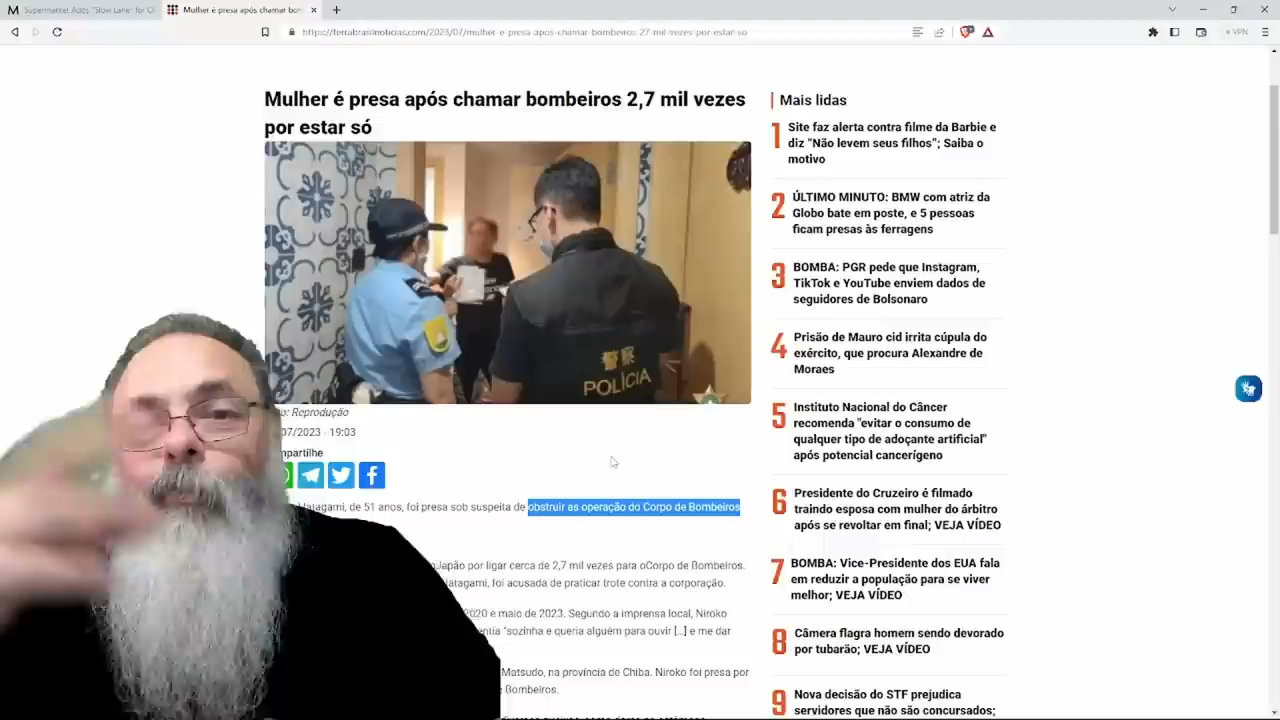 Supermarket Adds "Slow Lane" for Ol
Mulher é presa após chamar bom
https://terrabrasilnoticias.com/2023/07/mulher-e-presa-apos-chamar-bombeiros-27-mil-vezes-por-estar-so
VPN
Mulher é presa após chamar bombeiros 2,7 mil vezes
por estar só
警察
POLÍCIA
o: Reprodução
07/2023 - 19:03
mpartilhe
atagami, de 51 anos, foi presa sob suspeita de obstruir as operação do Corpo de Bombeiros
Japão por ligar cerca de 2,7 mil vezes para oCorpo de Bombeiros.
atagami, foi acusada de praticar trote contra a corporação.
2020 e maio de 2023. Segundo a imprensa local, Niroko
entia "sozinha e queria alguém para ouvir [...] e me dar
Matsudo, na província de Chiba. Niroko foi presa por
Bombeiros.
Mais lidas
1 Site faz alerta contra filme da Barbie e
diz "Não levem seus filhos"; Saiba o
motivo
2 ÚLTIMO MINUTO: BMW com atriz da
Globo bate em poste, e 5 pessoas
ficam presas às ferragens
3 BOMBA: PGR pede que Instagram,
TikTok e YouTube enviem dados de
seguidores de Bolsonaro
4 Prisão de Mauro cid irrita cúpula do
exército, que procura Alexandre de
Moraes
5 Instituto Nacional do Câncer
recomenda "evitar o consumo de
qualquer tipo de adoçante artificial"
após potencial cancerígeno
6 Presidente do Cruzeiro é filmado
traindo esposa com mulher do árbitro
após se revoltar em final; VEJA VÍDEO
7 BOMBA: Vice-Presidente dos EUA fala
em reduzir a população para se viver
melhor; VEJA VÍDEO
8 Câmera flagra homem sendo devorado
por tubarão; VEJA VÍDEO
9 Nova decisão do STF prejudica
servidores que não são concursados;